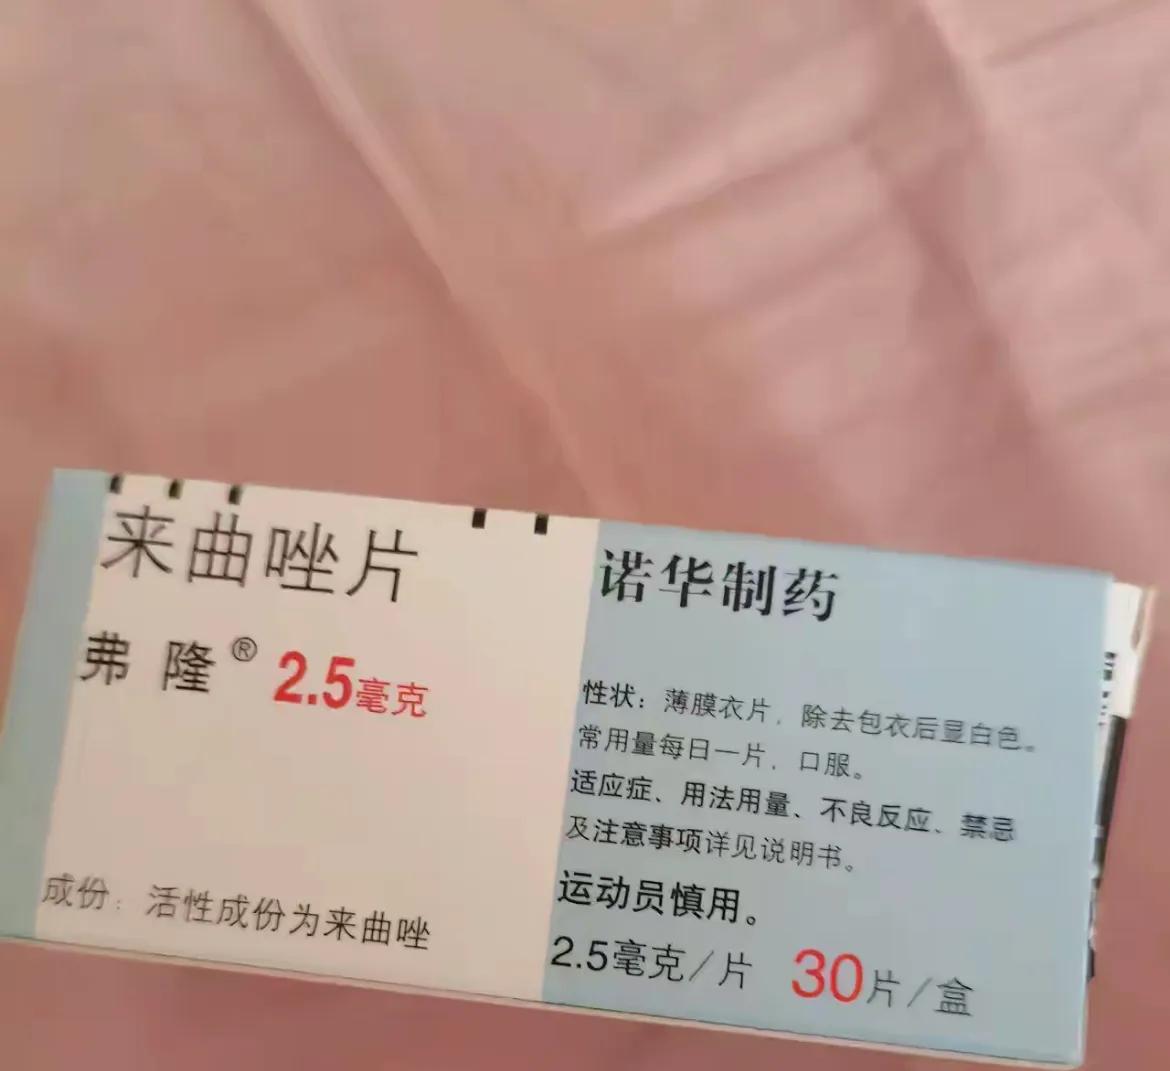 来曲唑片
弗隆® 2.5毫克
成份：活性成份为来曲唑
诺华制药
性状：薄膜衣片，除去包衣后显白色。
常用量每日一片，口服。
适应症、用法用量、不良反应、禁忌
及注意事项详见说明书。
运动员慎用。
2.5毫克／片 30片／盒